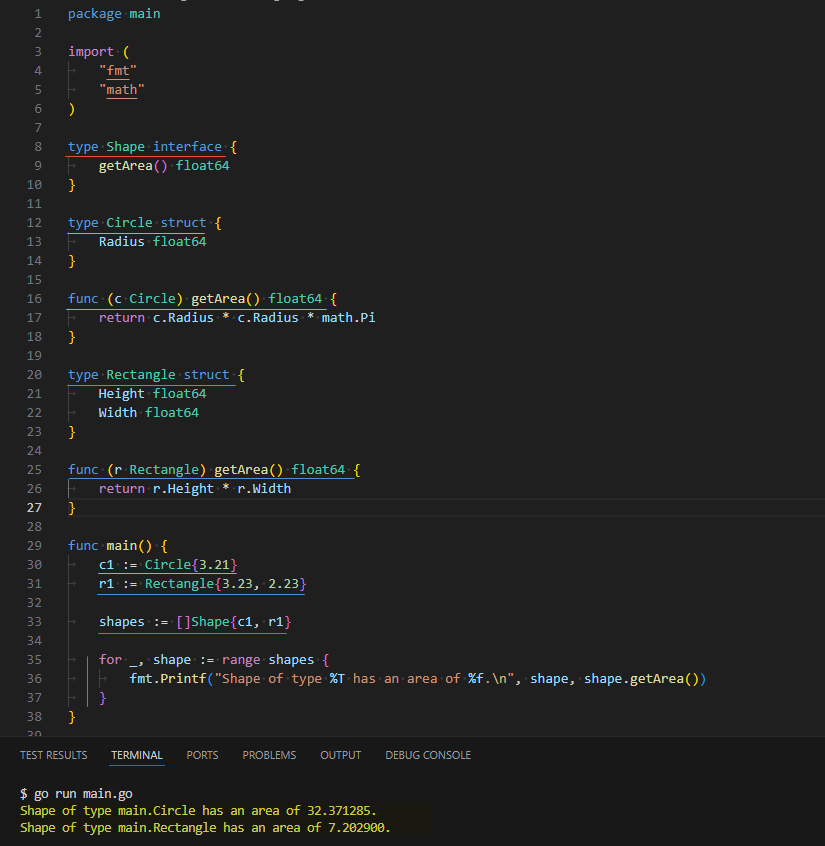 1 package main
2
3 import (
4 "fmt"
5 "math"
6 )
7
8 type Shape interface {
9 getArea() float64
10 }
11
12 type Circle struct {
13 Radius float64
14 }
15
16 func (c Circle) getArea() float64 {
17 return c.Radius * c.Radius * math.Pi
18 }
19
20 type Rectangle struct {
21 Height float64
22 Width float64
23 }
24
25 func (r Rectangle) getArea() float64 {
26 return r.Height * r.Width
27 }
28
29 func main() {
30 c1 := Circle{3.21}
31 r1 := Rectangle{3.23, 2.23}
32
33 shapes := []Shape{c1, r1}
34
35 for _, shape := range shapes {
36 fmt.Printf("Shape of type %T has an area of %f.\n", shape, shape.getArea())
37 }
38 }
39
TEST RESULTS TERMINAL PORTS PROBLEMS OUTPUT DEBUG CONSOLE
$ go run main.go
Shape of type main.Circle has an area of 32.371285.
Shape of type main.Rectangle has an area of 7.202900.